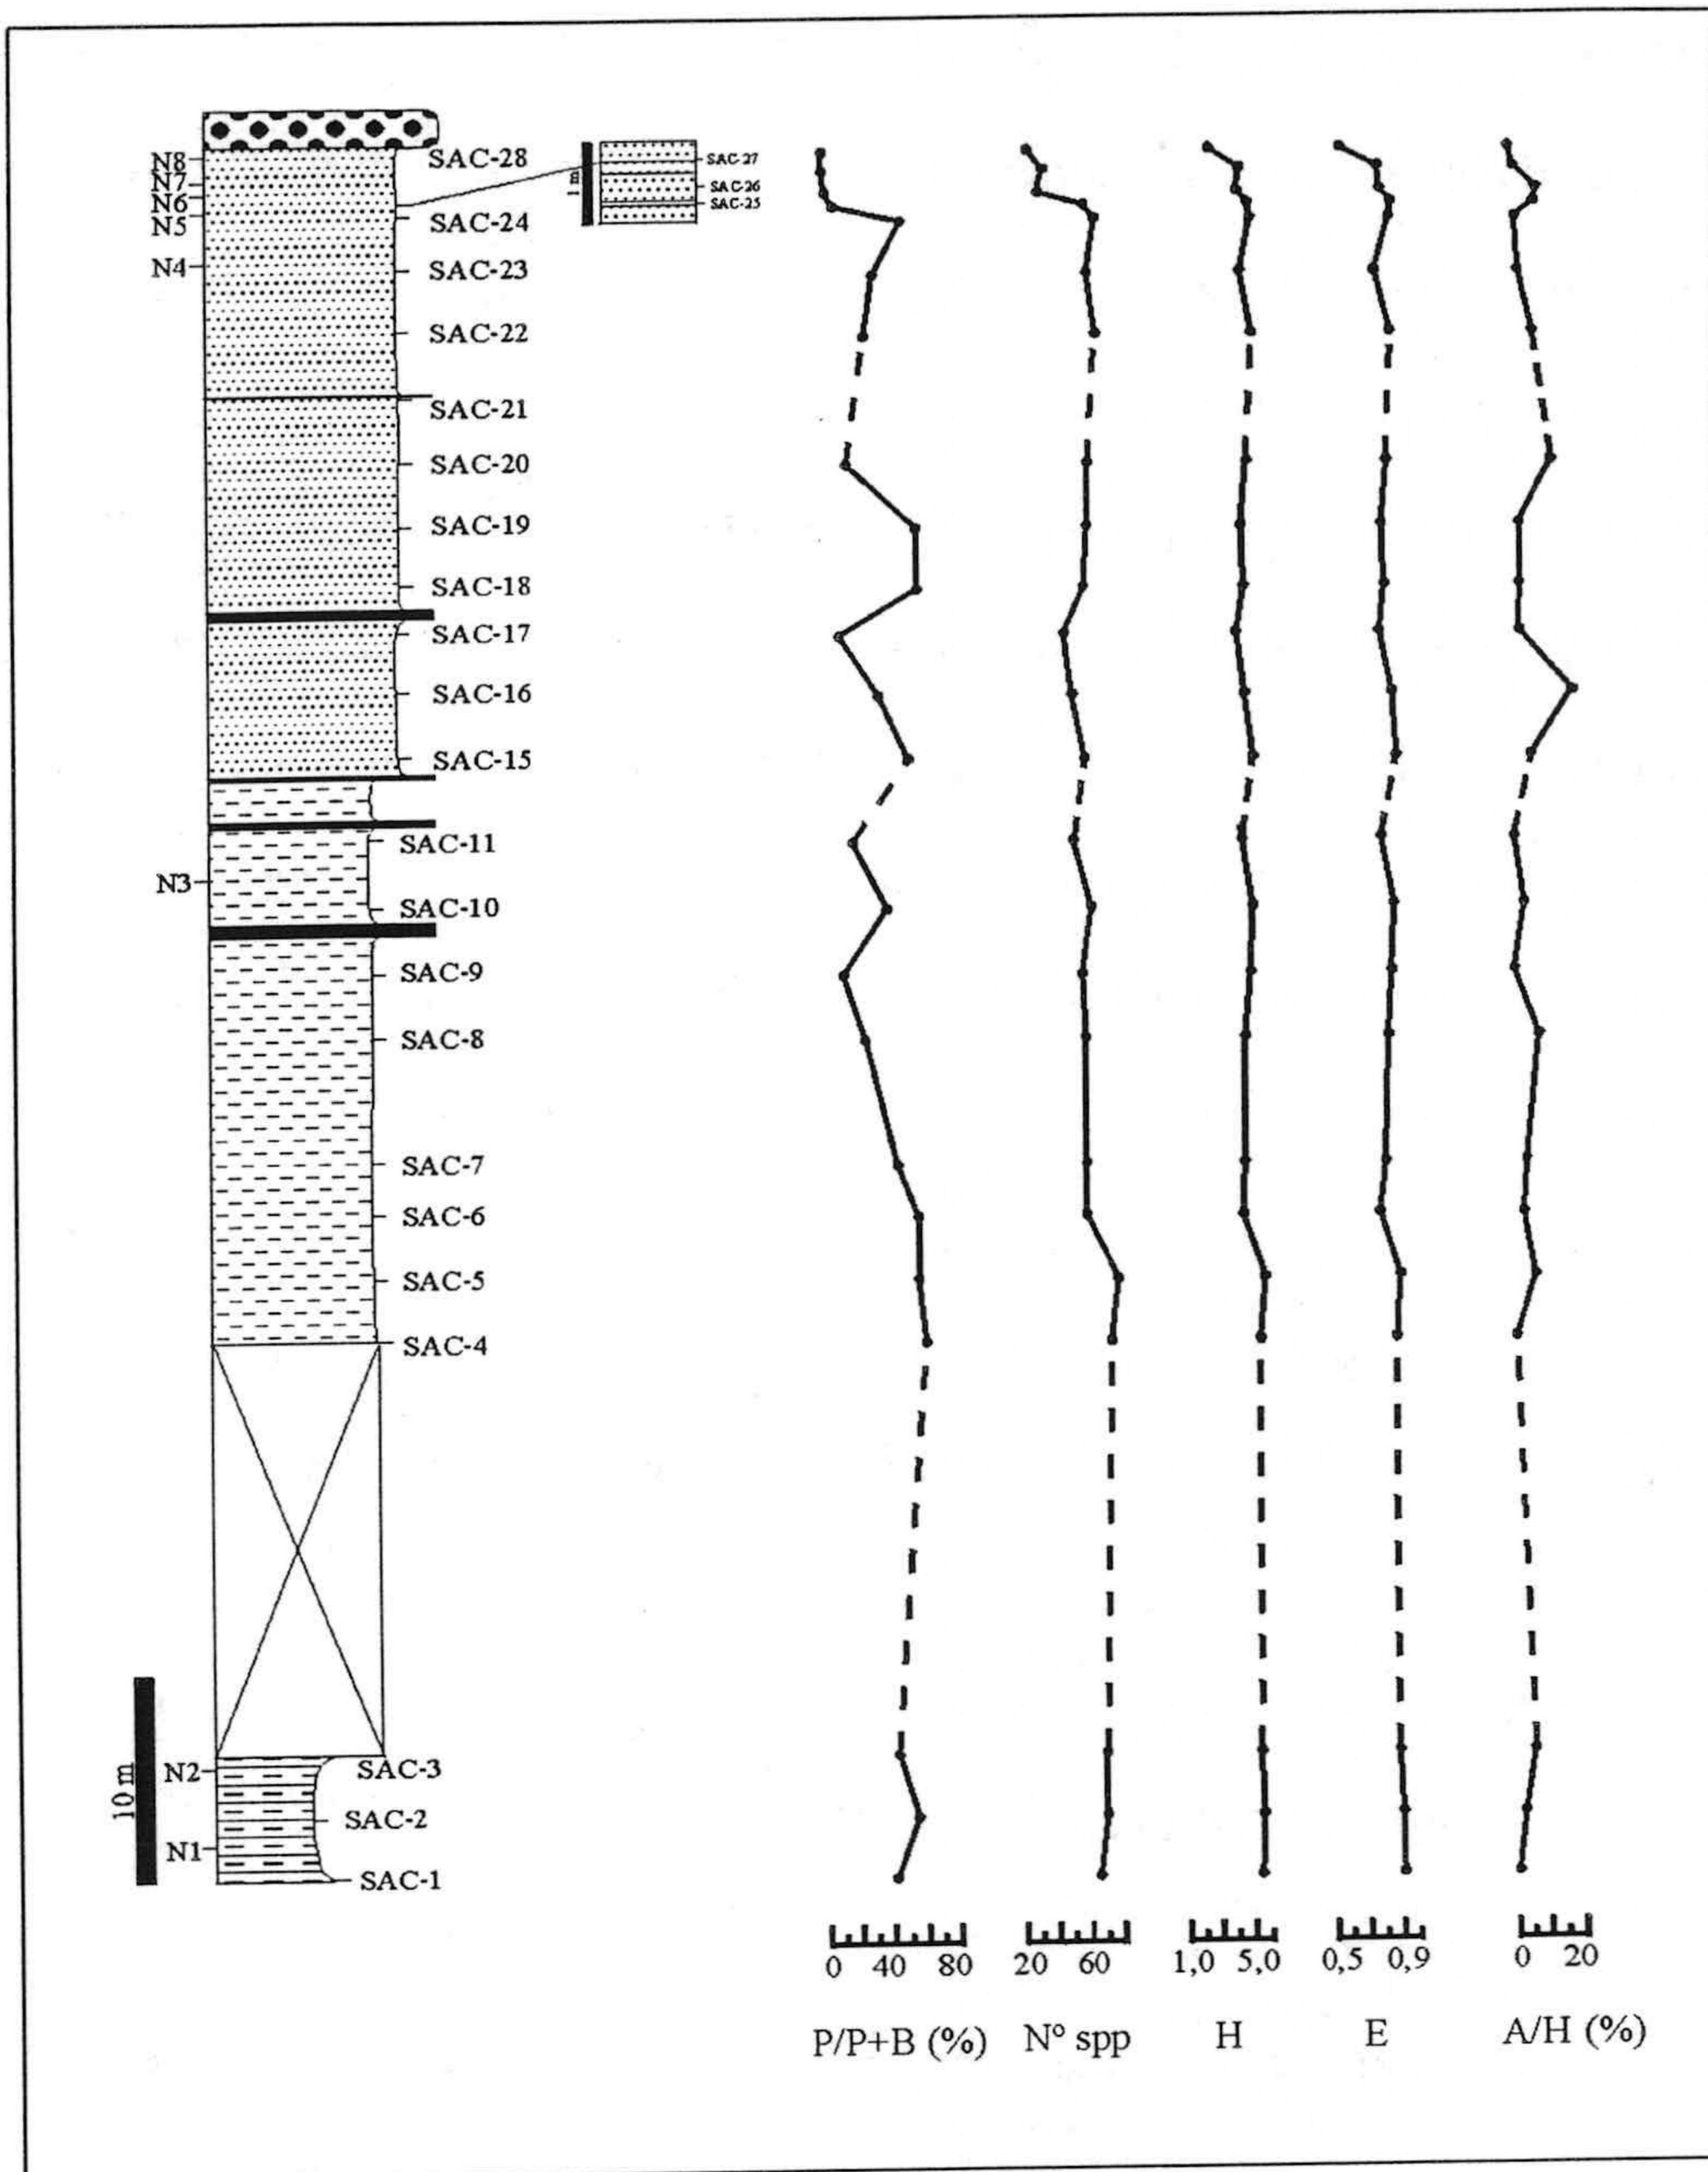 N8
SAC-28
SAC-27
N7
SAC-26
N6
1 m
SAC-25
N5
SAC-24
N4
SAC-23
SAC-22
SAC-21
SAC-20
SAC-19
SAC-18
SAC-17
SAC-16
SAC-15
SAC-11
N3
SAC-10
SAC-9
SAC-8
SAC-7
SAC-6
SAC-5
SAC-4
N2
SAC-3
10 m
SAC-2
N1
SAC-1
0 40 80 20 60 1,0 5,0 0,5 0,9 0 20
P/P+B (%) Nº spp H E A/H (%)